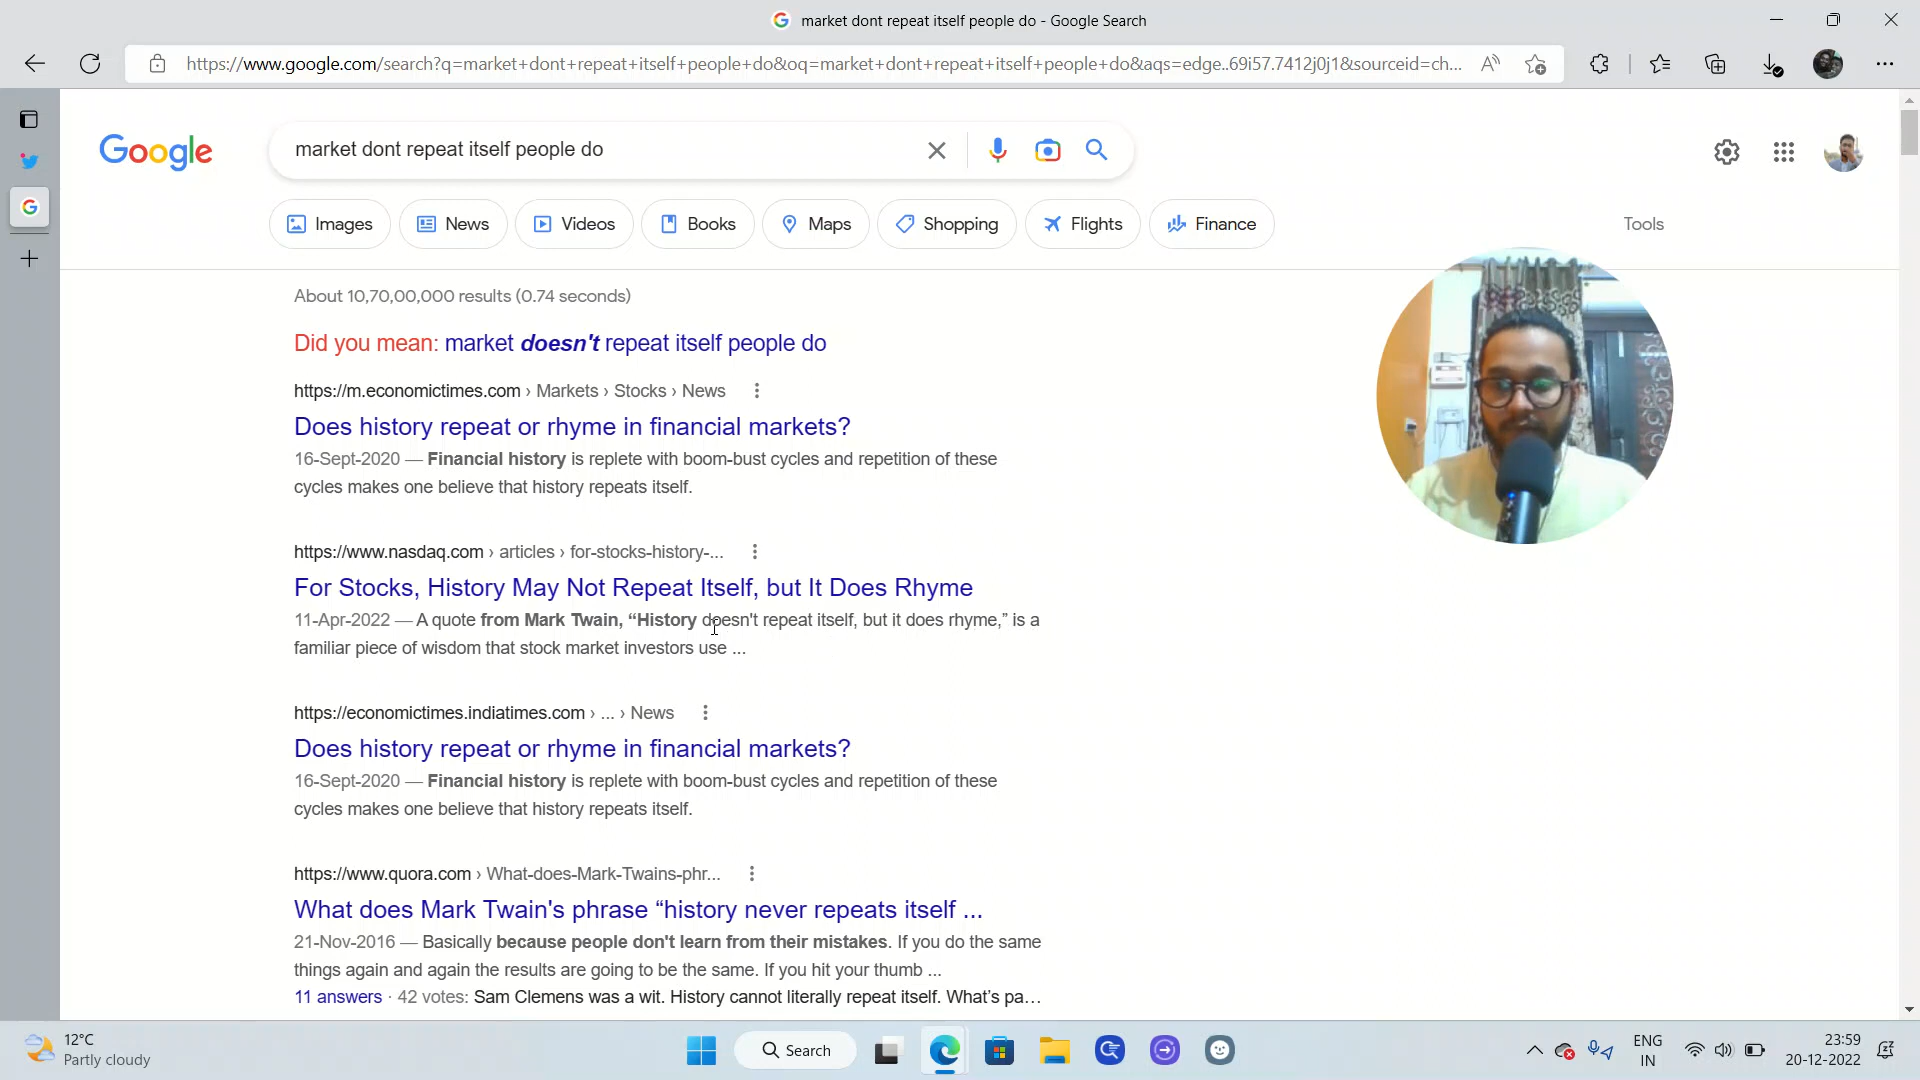 market dont repeat itself people do - Google Search
https://www.google.com/search?q=market+dont+repeat+itself+people+do&oq=market+dont+repeat+itself+people+do&aqs=edge..69i57.7412j0j1&sourceid=ch...
Google
market dont repeat itself people do
Images
News
Videos
Books
Maps
Shopping
Flights
Finance
Tools
About 10,70,00,000 results (0.74 seconds)
Did you mean: market doesn't repeat itself people do
https://m.economictimes.com › Markets › Stocks › News
Does history repeat or rhyme in financial markets?
16-Sept-2020 — Financial history is replete with boom-bust cycles and repetition of these
cycles makes one believe that history repeats itself.
https://www.nasdaq.com › articles › for-stocks-history-...
For Stocks, History May Not Repeat Itself, but It Does Rhyme
11-Apr-2022 — A quote from Mark Twain, “History doesn't repeat itself, but it does rhyme,” is a
familiar piece of wisdom that stock market investors use ...
https://economictimes.indiatimes.com › ... › News
Does history repeat or rhyme in financial markets?
16-Sept-2020 — Financial history is replete with boom-bust cycles and repetition of these
cycles makes one believe that history repeats itself.
https://www.quora.com › What-does-Mark-Twains-phr...
What does Mark Twain's phrase “history never repeats itself ...
21-Nov-2016 — Basically because people don't learn from their mistakes. If you do the same
things again and again the results are going to be the same. If you hit your thumb ...
11 answers · 42 votes: Sam Clemens was a wit. History cannot literally repeat itself. What’s pa...
12°C
Partly cloudy
Search
ENG
IN
23:59
20-12-2022